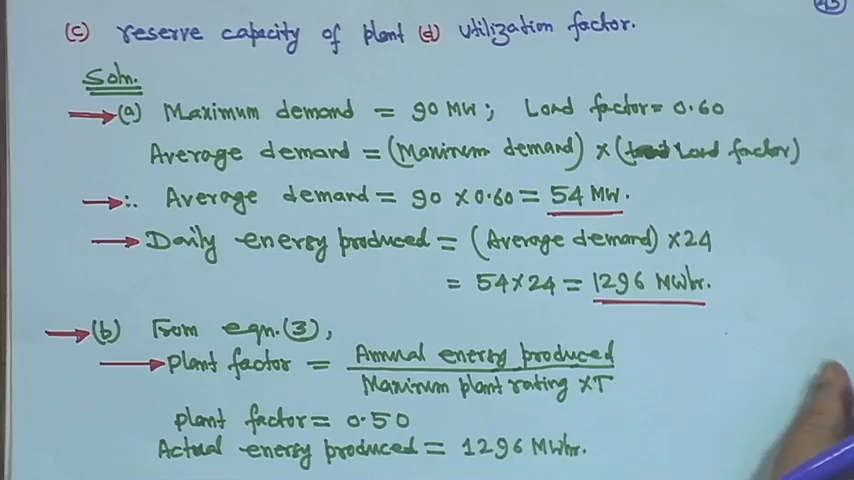 (c) reserve capacity of plant (d) utilization factor.
Soln.
(a) Maximum demand = 90 MW; Load factor = 0.60
Average demand = (Maximum demand) × (Load factor)
∴ Average demand = 90 × 0.60 = 54 MW.
Daily energy produced = (Average demand) × 24
= 54×24 = 1296 MWhr.
(b) From eqn.(3),
plant factor = Annual energy produced / Maximum plant rating × T
plant factor = 0.50
Actual energy produced = 1296 MWhr.